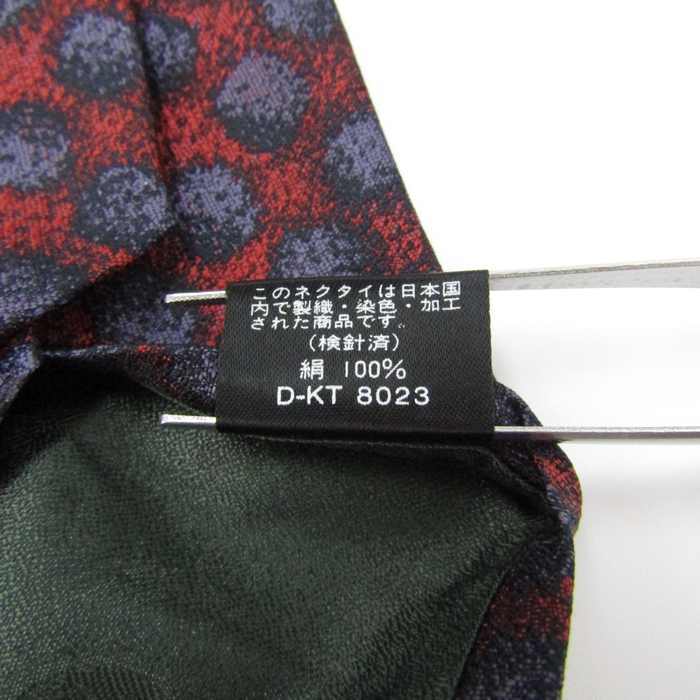 このネクタイは日本国
内で製織・染色・加工
された商品です。
（検針済）
絹 100%
D-KT 8023